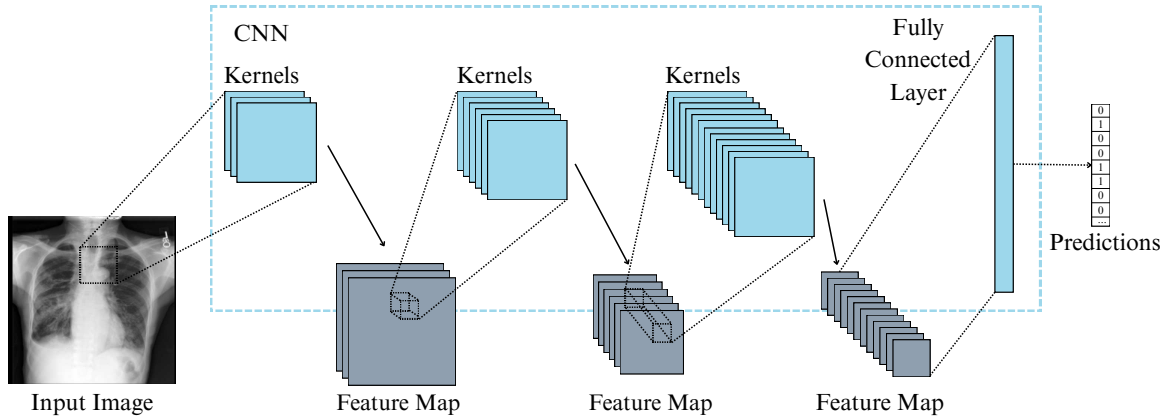 CNN
Kernels
Kernels
Kernels
Fully
Connected
Layer
0
1
0
0
1
1
0
0
...
Predictions
Input Image
Feature Map
Feature Map
Feature Map